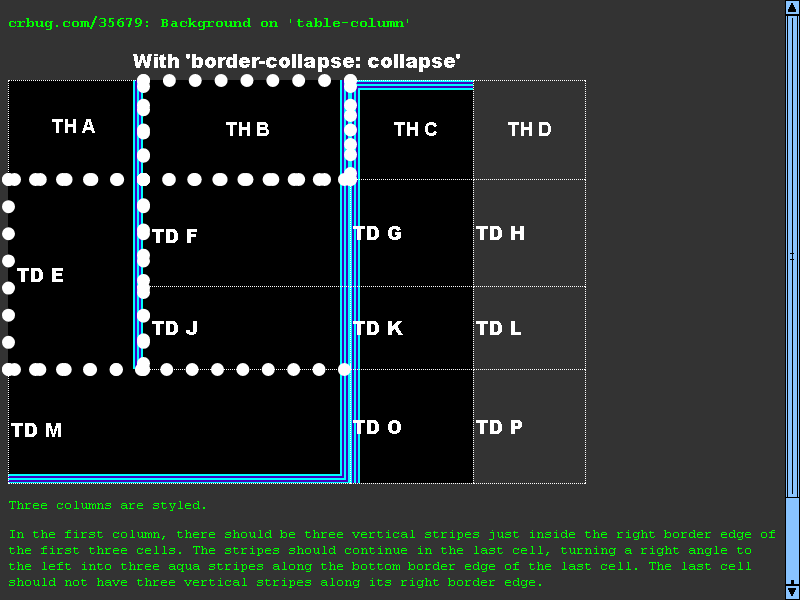 crbug.com/35679: Background on 'table-column'
With 'border-collapse: collapse'
TH A TH B TH C TH D
TD E TD F TD G TD H
TD J TD K TD L
TD M TD O TD P
Three columns are styled.
In the first column, there should be three vertical stripes just inside the right border edge of
the first three cells. The stripes should continue in the last cell, turning a right angle to
the left into three aqua stripes along the bottom border edge of the last cell. The last cell
should not have three vertical stripes along its right border edge.